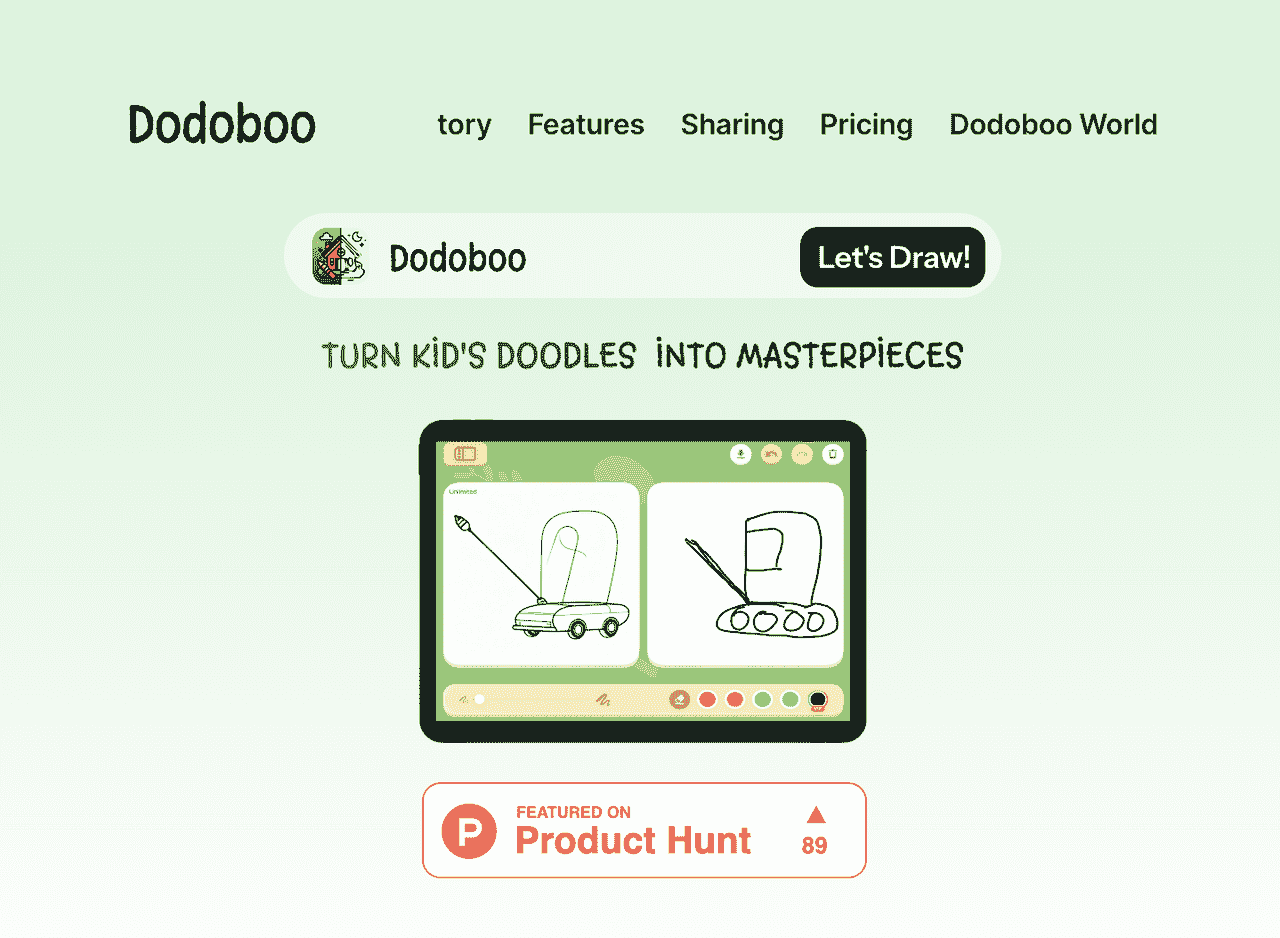 Dodoboo
tory Features Sharing Pricing Dodoboo World
Dodoboo
Let's Draw!
TURN KID'S DOODLES INTO MASTERPIECES
Unlimited
P FEATURED ON
Product Hunt
▲
89